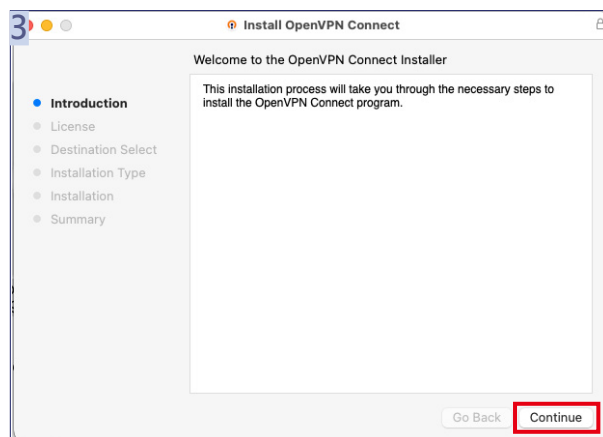 3
Install OpenVPN Connect
Welcome to the OpenVPN Connect Installer
Introduction
License
Destination Select
Installation Type
Installation
Summary
This installation process will take you through the necessary steps to
install the OpenVPN Connect program.
Go Back
Continue